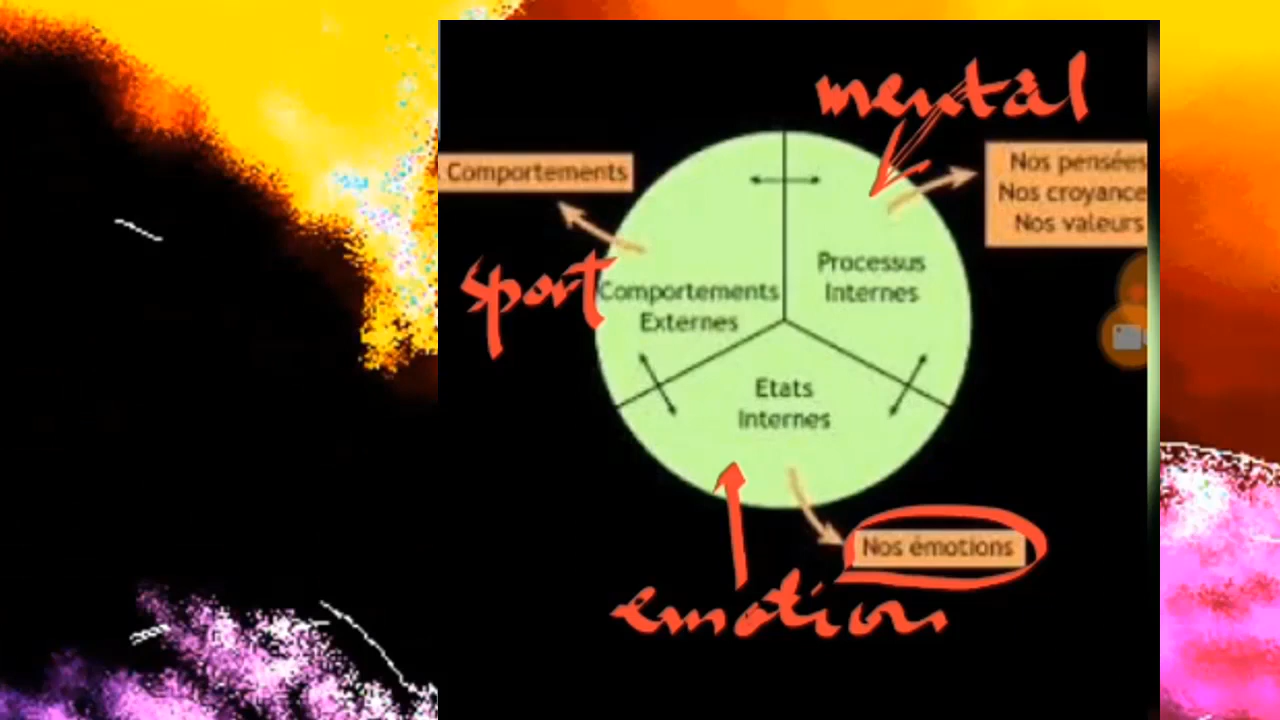 mental
Comportements
Nos pensées
Nos croyance
Nos valeurs
sport
Comportements
Externes
Processus
Internes
Etats
Internes
Nos émotions
emotion